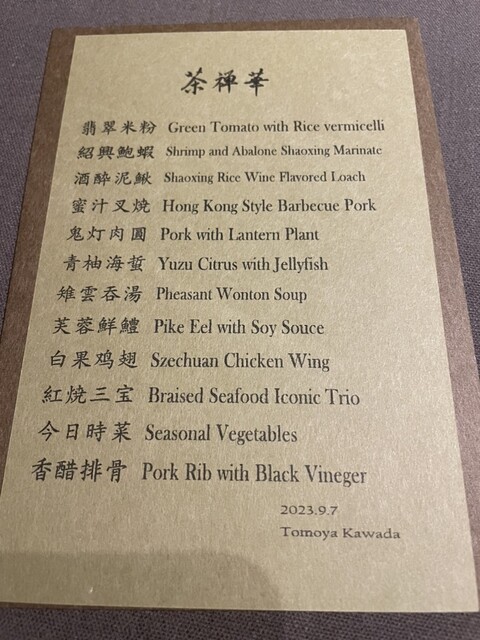 茶禅華
翡翠米粉 Green Tomato with Rice vermicelli
紹興鮑蝦 Shrimp and Abalone Shaoxing Marinate
酒醉泥鰍 Shaoxing Rice Wine Flavored Loach
蜜汁叉焼 Hong Kong Style Barbecue Pork
鬼灯肉圓 Pork with Lantern Plant
青柚海蜇 Yuzu Citrus with Jellyfish
雉雲吞湯 Pheasant Wonton Soup
芙蓉鮮鱧 Pike Eel with Soy Souce
白果鸡翅 Szechuan Chicken Wing
紅焼三宝 Braised Seafood Iconic Trio
今日時菜 Seasonal Vegetables
香醋排骨 Pork Rib with Black Vineger
2023.9.7
Tomoya Kawada